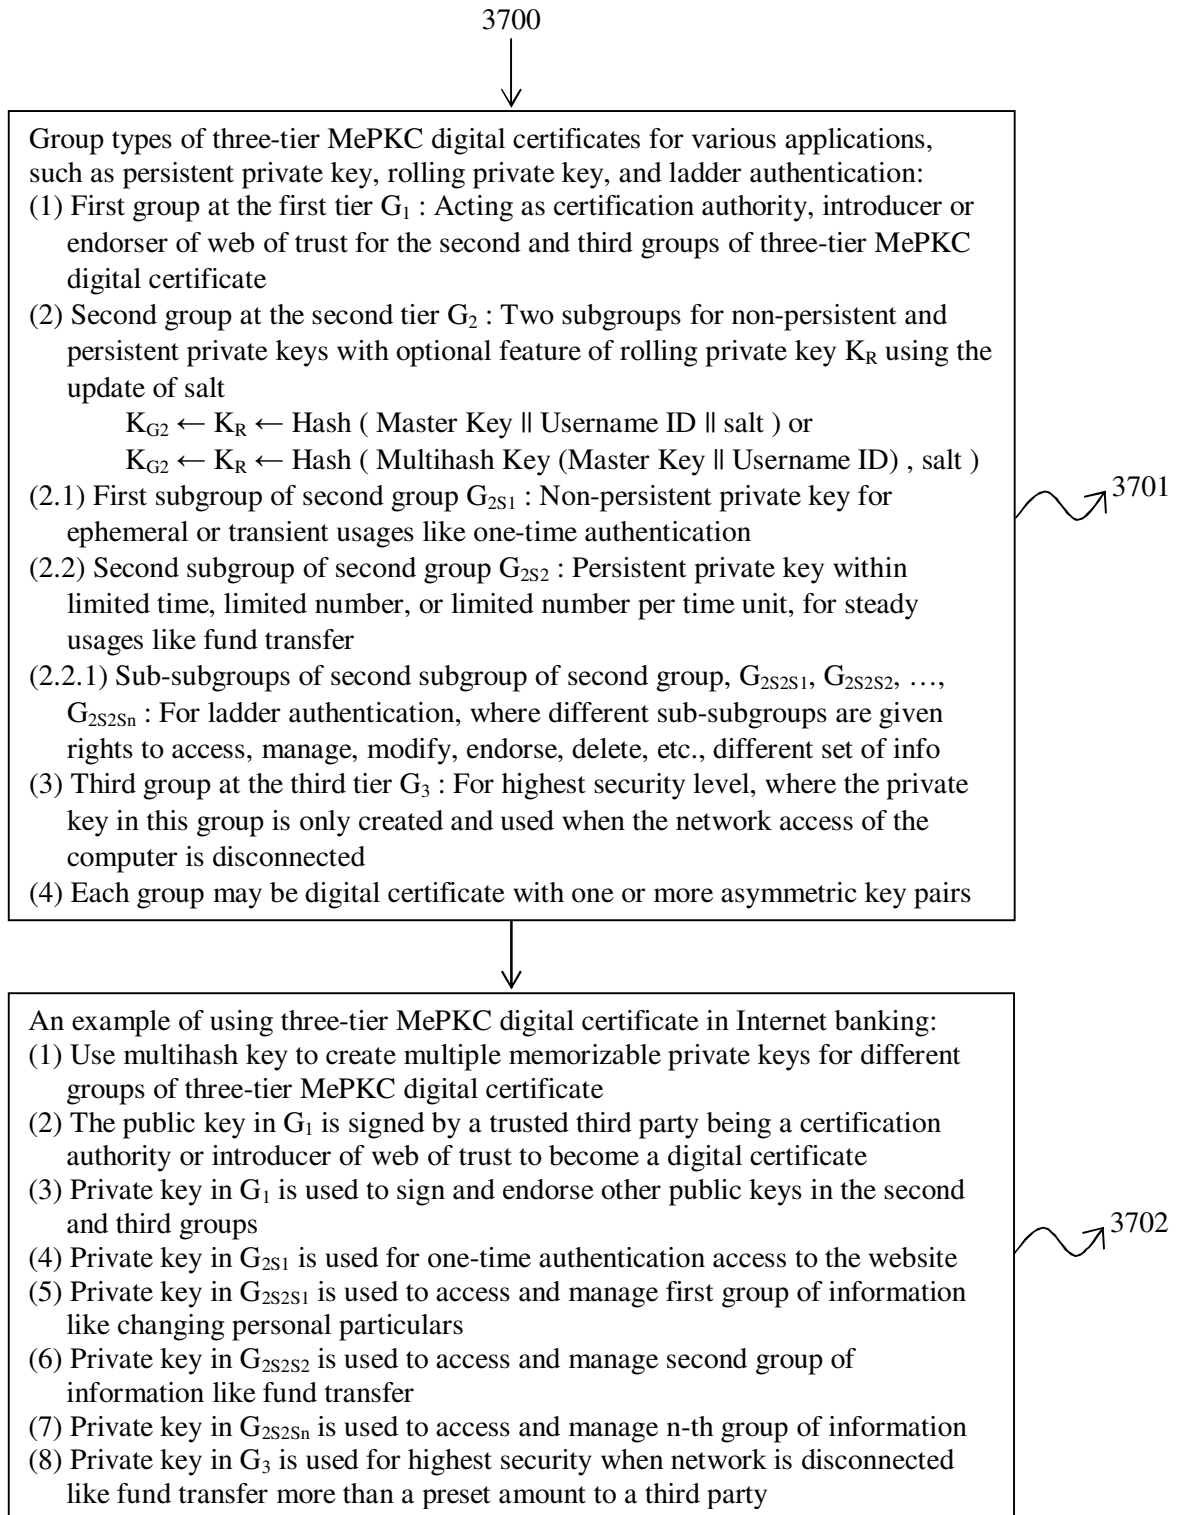 3700
Group types of three-tier MePKC digital certificates for various applications,
such as persistent private key, rolling private key, and ladder authentication:
(1) First group at the first tier G1 : Acting as certification authority, introducer or
endorser of web of trust for the second and third groups of three-tier MePKC
digital certificate
(2) Second group at the second tier G2 : Two subgroups for non-persistent and
persistent private keys with optional feature of rolling private key KR using the
update of salt
KG2 ← KR ← Hash ( Master Key || Username ID || salt ) or
KG2 ← KR ← Hash ( Multihash Key (Master Key || Username ID) , salt )
(2.1) First subgroup of second group G2S1 : Non-persistent private key for
ephemeral or transient usages like one-time authentication
(2.2) Second subgroup of second group G2S2 : Persistent private key within
limited time, limited number, or limited number per time unit, for steady
usages like fund transfer
(2.2.1) Sub-subgroups of second subgroup of second group, G2S2S1, G2S2S2, …,
G2S2Sn : For ladder authentication, where different sub-subgroups are given
rights to access, manage, modify, endorse, delete, etc., different set of info
(3) Third group at the third tier G3 : For highest security level, where the private
key in this group is only created and used when the network access of the
computer is disconnected
(4) Each group may be digital certificate with one or more asymmetric key pairs
3701
An example of using three-tier MePKC digital certificate in Internet banking:
(1) Use multihash key to create multiple memorizable private keys for different
groups of three-tier MePKC digital certificate
(2) The public key in G1 is signed by a trusted third party being a certification
authority or introducer of web of trust to become a digital certificate
(3) Private key in G1 is used to sign and endorse other public keys in the second
and third groups
(4) Private key in G2S1 is used for one-time authentication access to the website
(5) Private key in G2S2S1 is used to access and manage first group of information
like changing personal particulars
(6) Private key in G2S2S2 is used to access and manage second group of
information like fund transfer
(7) Private key in G2S2Sn is used to access and manage n-th group of information
(8) Private key in G3 is used for highest security when network is disconnected
like fund transfer more than a preset amount to a third party
3702